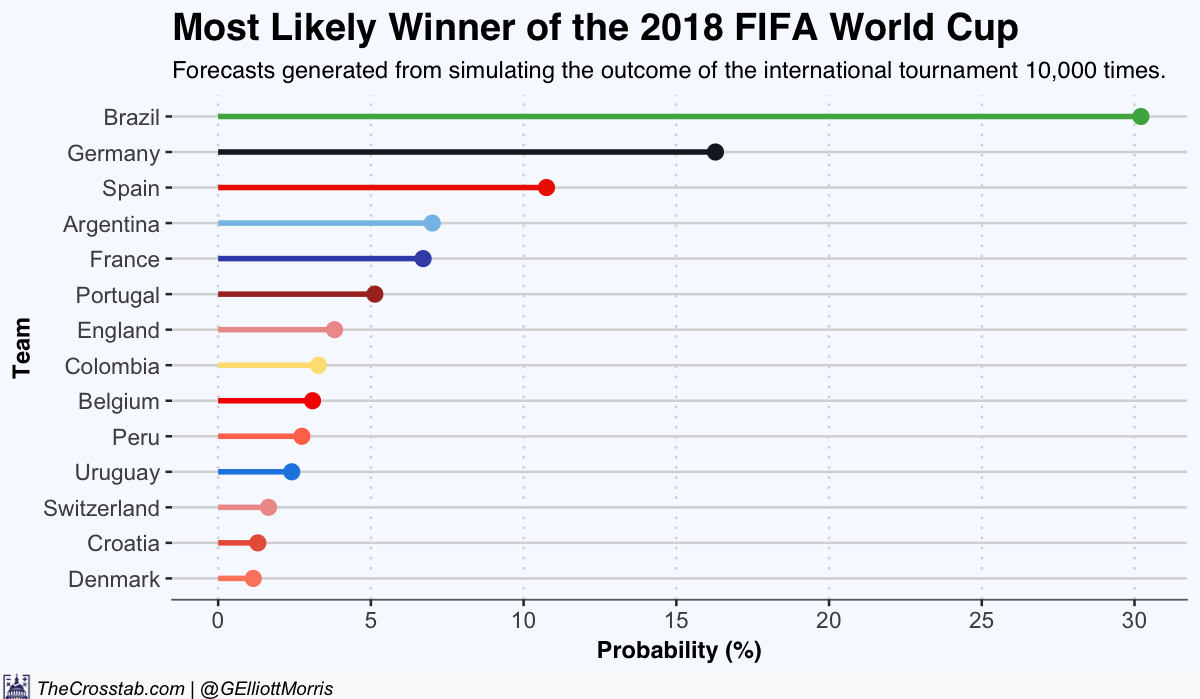 Most Likely Winner of the 2018 FIFA World Cup
Forecasts generated from simulating the outcome of the international tournament 10,000 times.
Team
Brazil
Germany
Spain
Argentina
France
Portugal
England
Colombia
Belgium
Peru
Uruguay
Switzerland
Croatia
Denmark
0 5 10 15 20 25 30
Probability (%)
TheCrosstab.com | @GElliottMorris